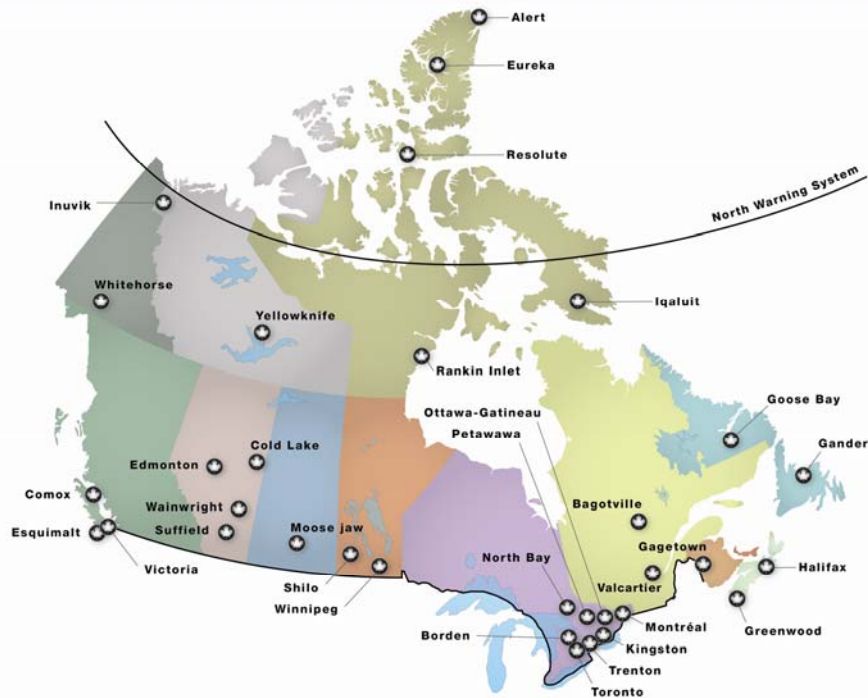 Alert
Eureka
Resolute
North Warning System
Inuvik
Whitehorse
Iqaluit
Yellowknife
Rankin Inlet
Ottawa-Gatineau
Goose Bay
Petawawa
Cold Lake
Gander
Edmonton
Comox
Wainwright
Bagotville
Esquimalt
Suffield
Moose jaw
North Bay
Gagetown
Halifax
Victoria
Shilo
Valcartier
Winnipeg
Greenwood
Montréal
Borden
Kingston
Trenton
Toronto